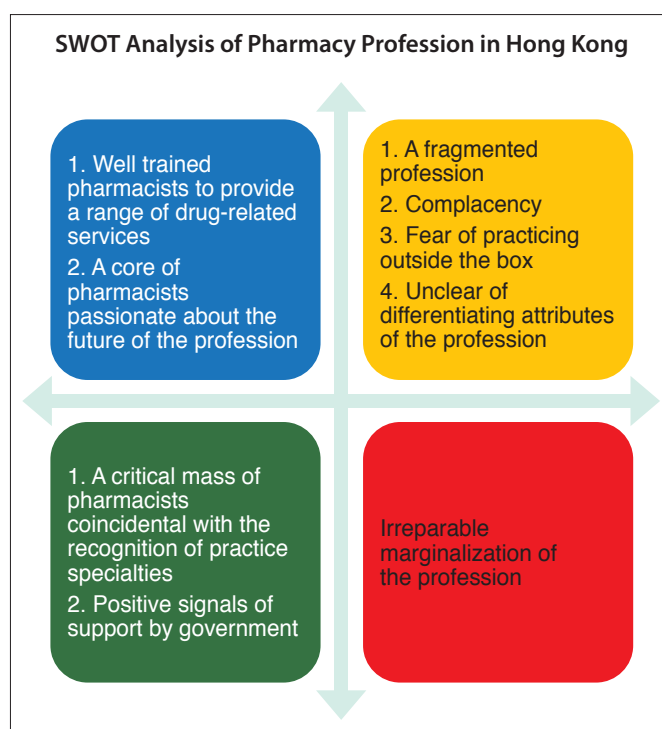 SWOT Analysis of Pharmacy Profession in Hong Kong
1. Well trained
pharmacists to provide
a range of drug-related
services
2. A core of
pharmacists
passionate about the
future of the profession
1. A fragmented
profession
2. Complacency
3. Fear of practicing
outside the box
4. Unclear of
differentiating attributes
of the profession
1. A critical mass of
pharmacists
coincidental with the
recognition of practice
specialties
2. Positive signals of
support by government
Irreparable
marginalization of
the profession